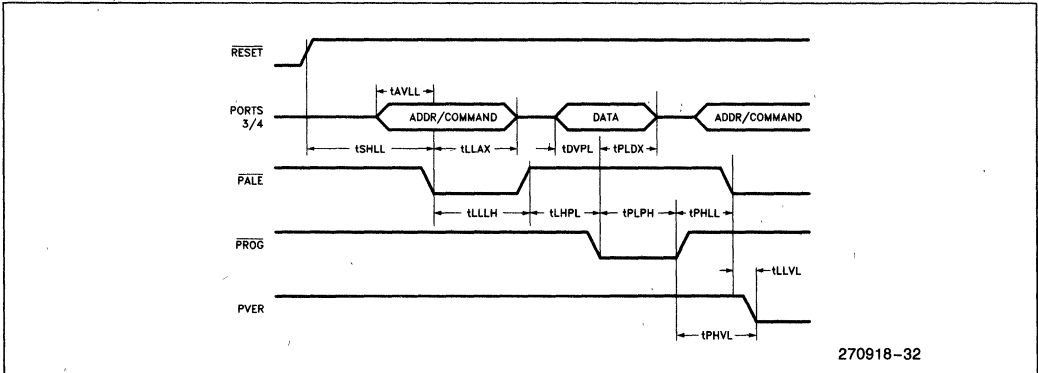 RESET
tAVLL
PORTS
3/4
ADDR/COMMAND
DATA
ADDR/COMMAND
tSHLL
tLLAX
tDVPL
tPLDX
PALE
tLLLH
tLHPL
tPLPH
tPHLL
PROG
tLLVL
PVER
tPHVL
270918-32